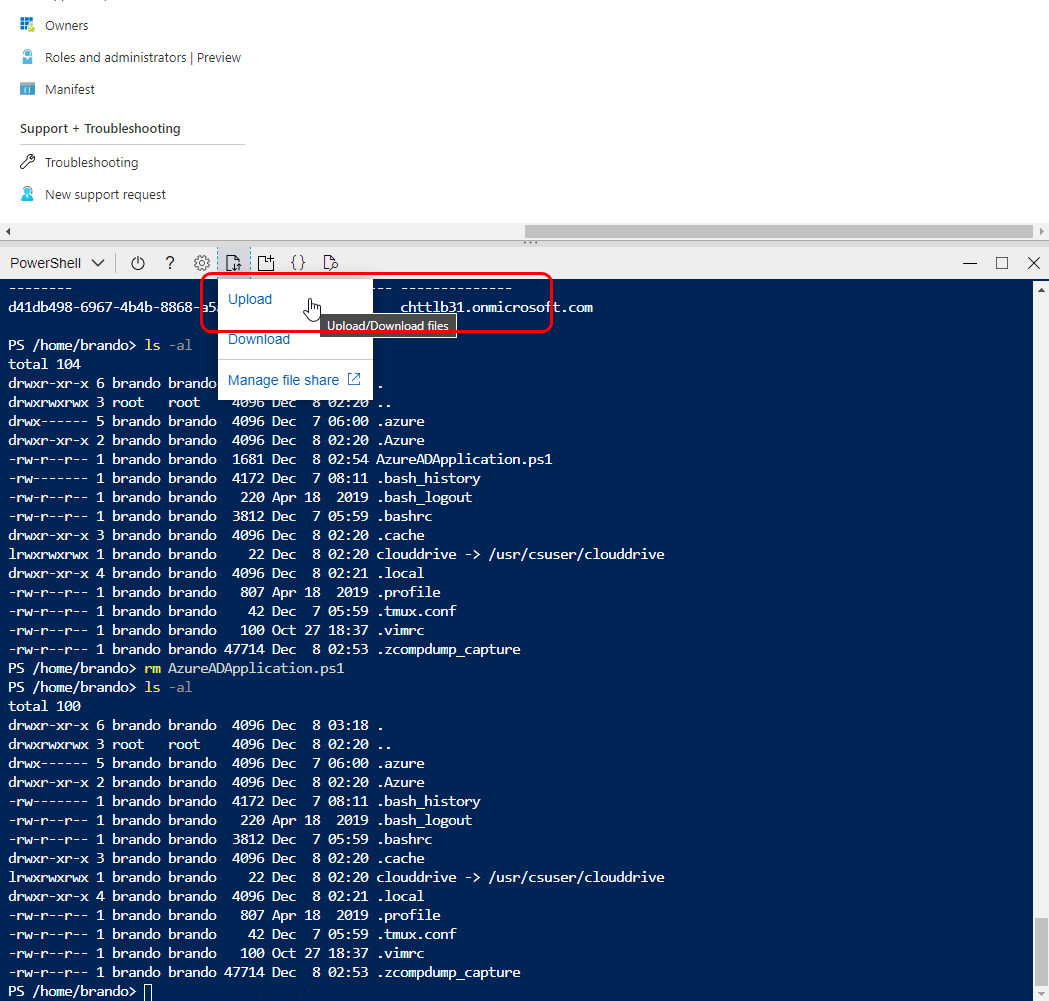 Owners
Roles and administrators | Preview
Manifest
Support + Troubleshooting
Troubleshooting
New support request
PowerShell ? {}
-------- --- --------------
d41db498-6967-4b4b-8868-a5 chttlb31.onmicrosoft.com
Upload
Upload/Download files
Download
Manage file share
PS /home/brando> ls -al
total 104
drwxr-xr-x 6 brando brando .
drwxrwxrwx 3 root root 4096 Dec 8 02:20 ..
drwx------ 5 brando brando 4096 Dec 7 06:00 .azure
drwxr-xr-x 2 brando brando 4096 Dec 8 02:20 .Azure
-rw-r--r-- 1 brando brando 1681 Dec 8 02:54 AzureADApplication.ps1
-rw------- 1 brando brando 4172 Dec 7 08:11 .bash_history
-rw-r--r-- 1 brando brando 220 Apr 18 2019 .bash_logout
-rw-r--r-- 1 brando brando 3812 Dec 7 05:59 .bashrc
drwxr-xr-x 3 brando brando 4096 Dec 8 02:20 .cache
lrwxrwxrwx 1 brando brando 22 Dec 8 02:20 clouddrive -> /usr/csuser/clouddrive
drwxr-xr-x 4 brando brando 4096 Dec 8 02:21 .local
-rw-r--r-- 1 brando brando 807 Apr 18 2019 .profile
-rw-r--r-- 1 brando brando 42 Dec 7 05:59 .tmux.conf
-rw-r--r-- 1 brando brando 100 Oct 27 18:37 .vimrc
-rw-r--r-- 1 brando brando 47714 Dec 8 02:53 .zcompdump_capture
PS /home/brando> rm AzureADApplication.ps1
PS /home/brando> ls -al
total 100
drwxr-xr-x 6 brando brando 4096 Dec 8 03:18 .
drwxrwxrwx 3 root root 4096 Dec 8 02:20 ..
drwx------ 5 brando brando 4096 Dec 7 06:00 .azure
drwxr-xr-x 2 brando brando 4096 Dec 8 02:20 .Azure
-rw------- 1 brando brando 4172 Dec 7 08:11 .bash_history
-rw-r--r-- 1 brando brando 220 Apr 18 2019 .bash_logout
-rw-r--r-- 1 brando brando 3812 Dec 7 05:59 .bashrc
drwxr-xr-x 3 brando brando 4096 Dec 8 02:20 .cache
lrwxrwxrwx 1 brando brando 22 Dec 8 02:20 clouddrive -> /usr/csuser/clouddrive
drwxr-xr-x 4 brando brando 4096 Dec 8 02:21 .local
-rw-r--r-- 1 brando brando 807 Apr 18 2019 .profile
-rw-r--r-- 1 brando brando 42 Dec 7 05:59 .tmux.conf
-rw-r--r-- 1 brando brando 100 Oct 27 18:37 .vimrc
-rw-r--r-- 1 brando brando 47714 Dec 8 02:53 .zcompdump_capture
PS /home/brando>